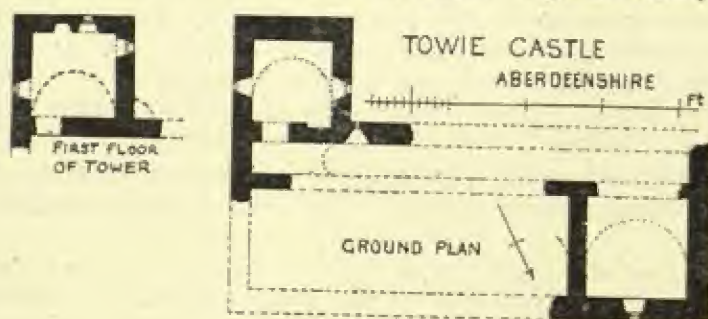 TOWIE CASTLE
ABERDEENSHIRE
Ft
FIRST FLOOR
OF TOWER
GROUND PLAN